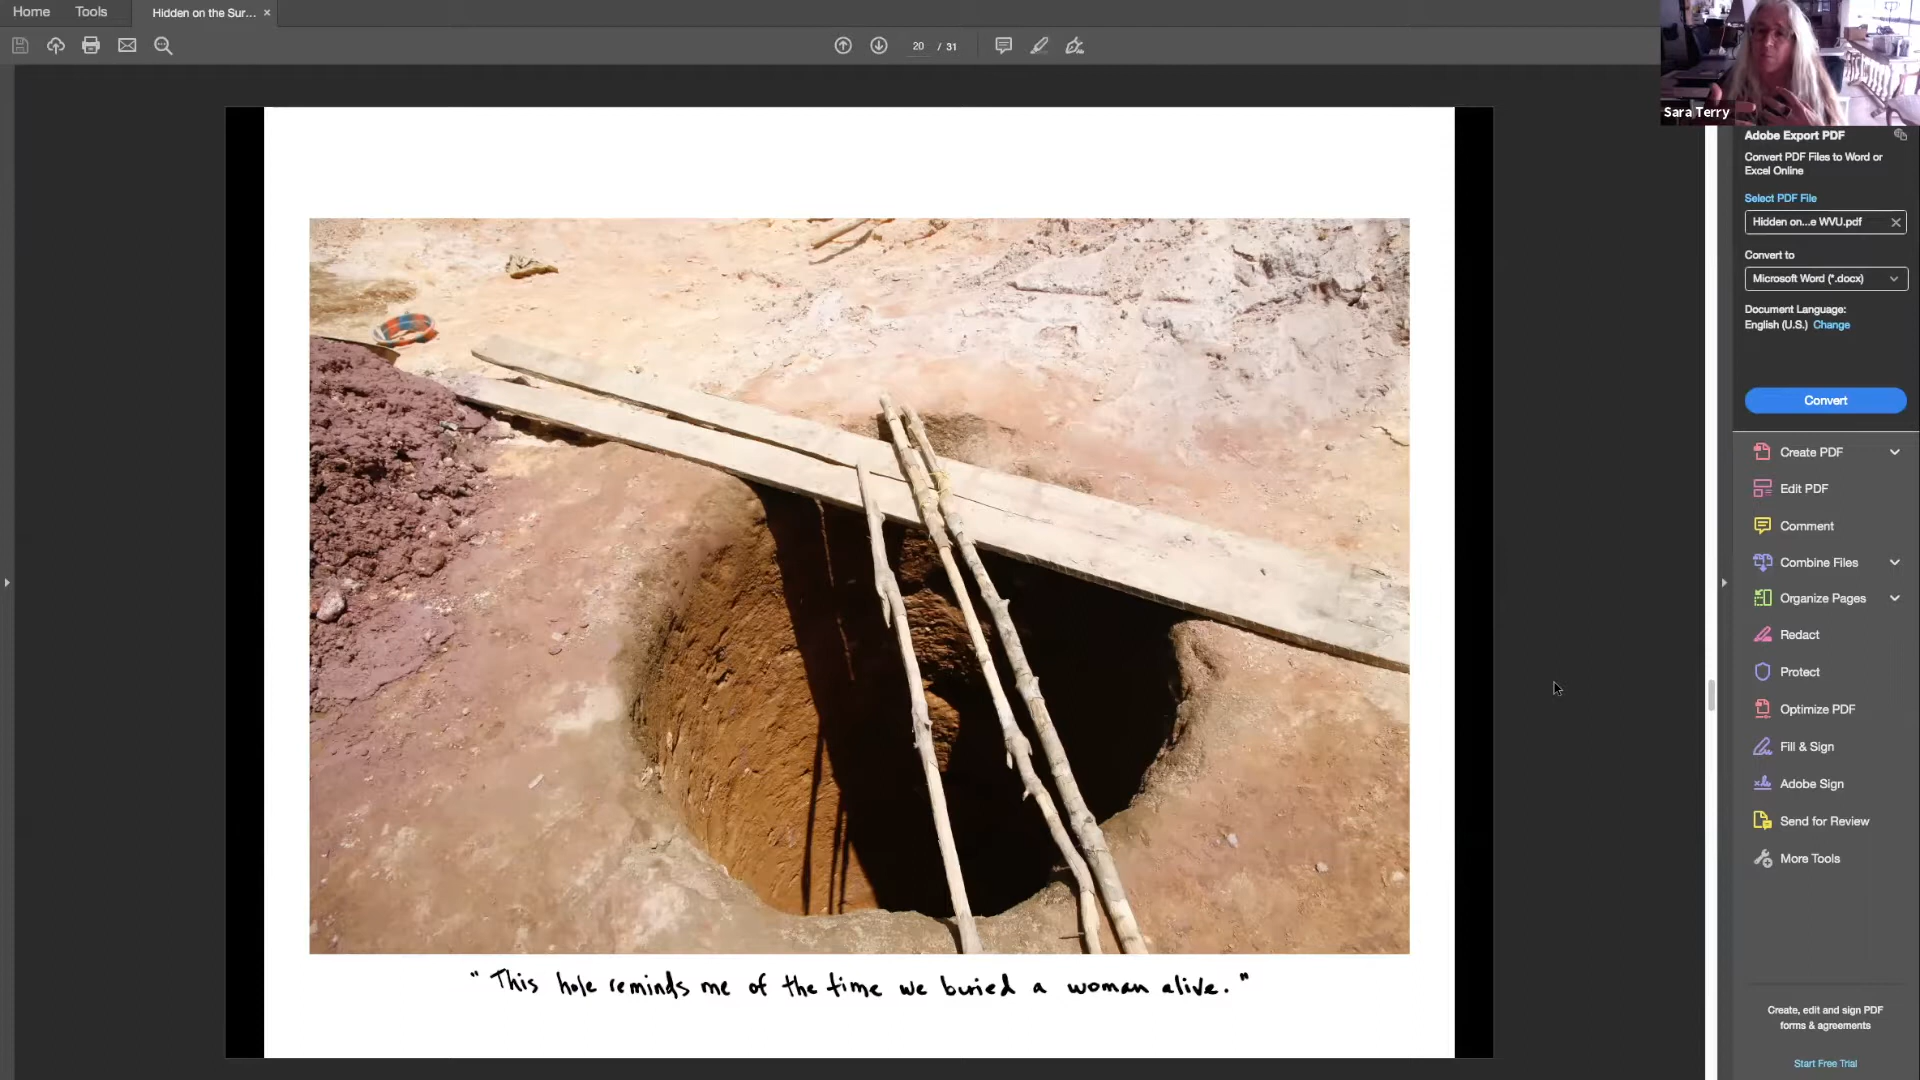 Home
Tools
Hidden on the Sur... ×
20 / 31
Sara Terry
Adobe Export PDF
Convert PDF Files to Word or
Excel Online
Select PDF File
Hidden on...e WVU.pdf
Convert to
Microsoft Word (*.docx)
Document Language:
English (U.S.) Change
Convert
Create PDF
Edit PDF
Comment
Combine Files
Organize Pages
Redact
Protect
Optimize PDF
Fill & Sign
Adobe Sign
Send for Review
More Tools
Create, edit and sign PDF
forms & agreements
Start Free Trial
"This hole reminds me of the time we buried a woman alive."